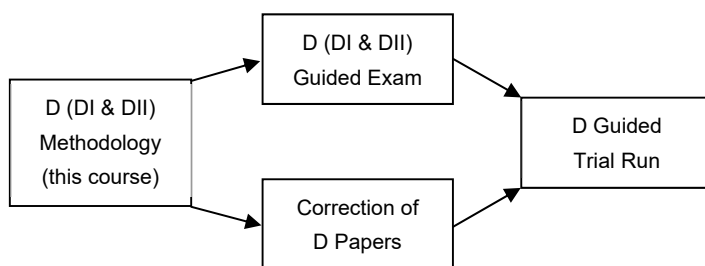 D (DI & DII)
Methodology
(this course)
D (DI & DII)
Guided Exam
Correction of
D Papers
D Guided
Trial Run